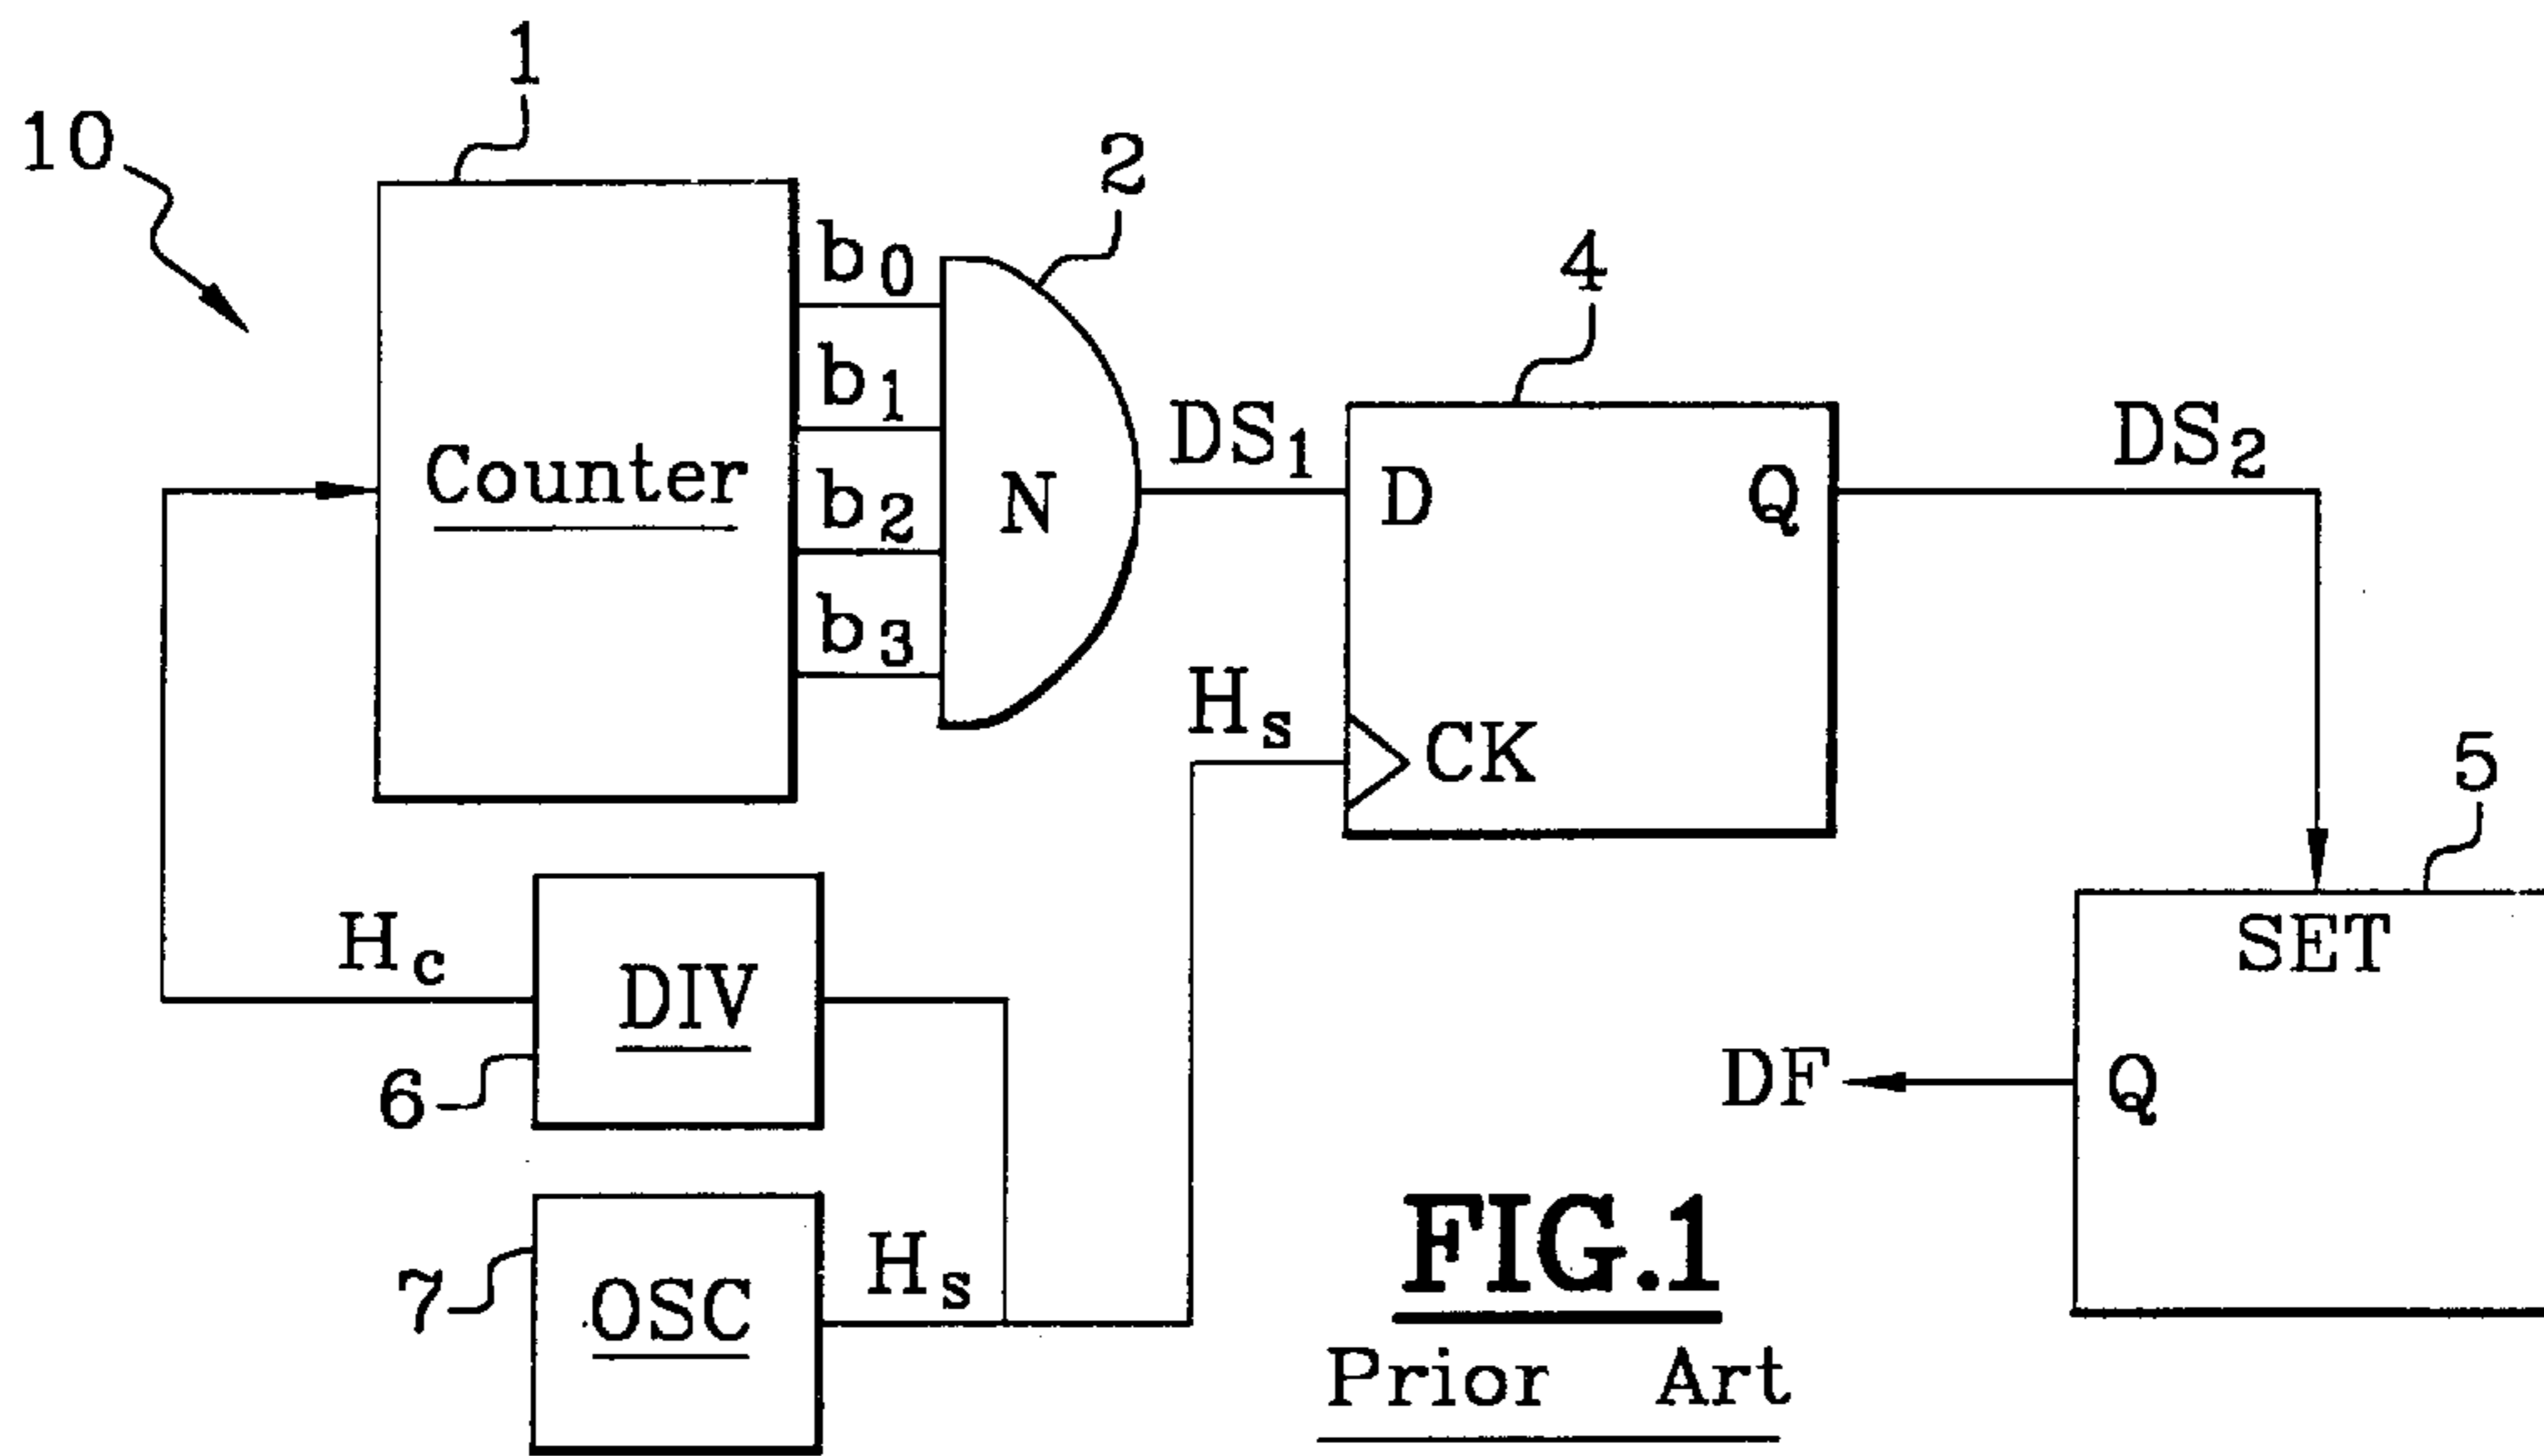 1
10
2
b0
4
b1
DS1
DS2
Counter
D
Q
N
b2
b3
Hs
CK
5
Hc
DIV
SET
6
DF
Q
FIG.1
Hs
7
OSC
Prior Art